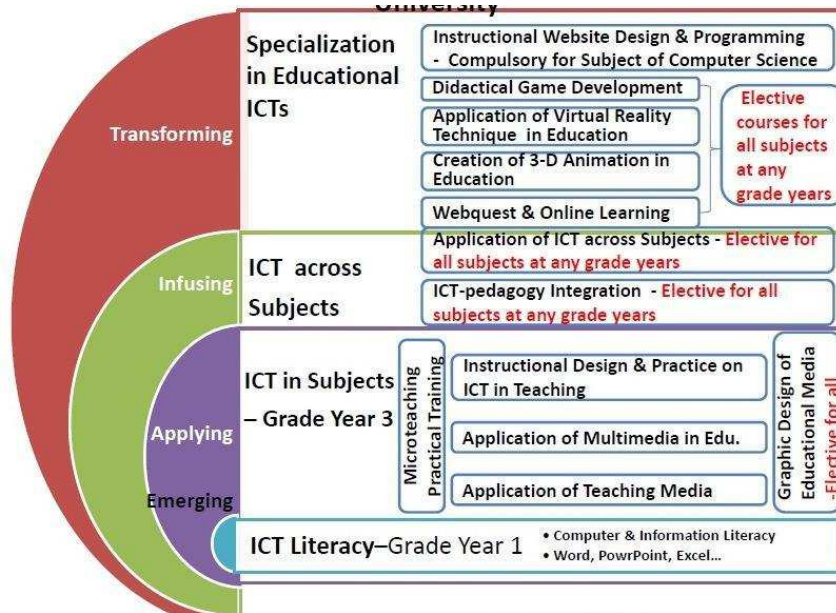 University
Specialization
in Educational
ICTs
Instructional Website Design & Programming
- Compulsory for Subject of Computer Science
Didactical Game Development
Application of Virtual Reality
Technique in Education
Creation of 3-D Animation in
Education
Webquest & Online Learning
Elective
courses for
all subjects
at any
grade years
Transforming
Infusing
ICT across
Subjects
Application of ICT across Subjects - Elective for
all subjects at any grade years
ICT-pedagogy Integration - Elective for all
subjects at any grade years
Applying
ICT in Subjects
– Grade Year 3
Microteaching
Practical Training
Instructional Design & Practice on
ICT in Teaching
Application of Multimedia in Edu.
Application of Teaching Media
Graphic Design of
Educational Media
-Elective for all
Emerging
ICT Literacy–Grade Year 1
• Computer & Information Literacy
• Word, PowrPoint, Excel...